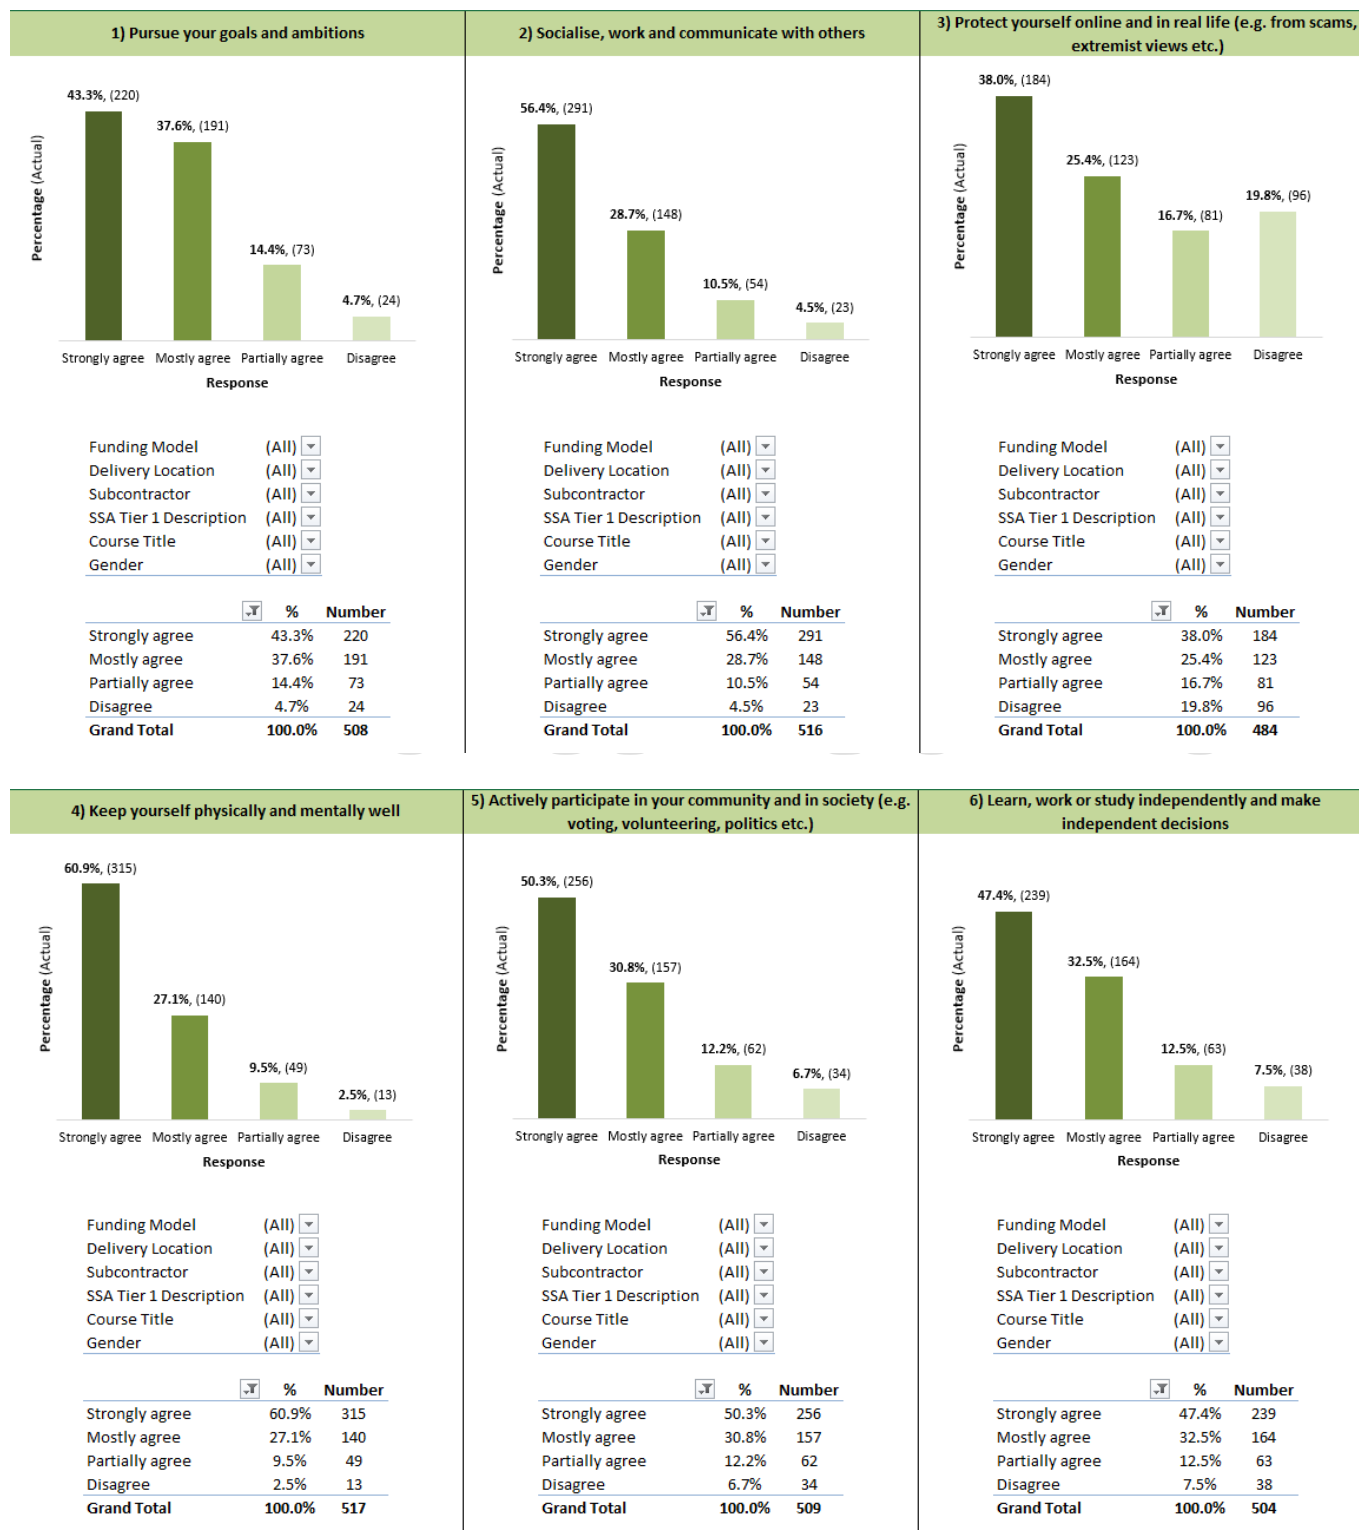 1) Pursue your goals and ambitions
43.3%, (220)
37.6%, (191)
14.4%, (73)
4.7%, (24)
Percentage (Actual)
Strongly agree Mostly agree Partially agree Disagree
Response
Funding Model (All)
Delivery Location (All)
Subcontractor (All)
SSA Tier 1 Description (All)
Course Title (All)
Gender (All)
% Number
Strongly agree 43.3% 220
Mostly agree 37.6% 191
Partially agree 14.4% 73
Disagree 4.7% 24
Grand Total 100.0% 508
2) Socialise, work and communicate with others
56.4%, (291)
28.7%, (148)
10.5%, (54)
4.5%, (23)
Percentage (Actual)
Strongly agree Mostly agree Partially agree Disagree
Response
Funding Model (All)
Delivery Location (All)
Subcontractor (All)
SSA Tier 1 Description (All)
Course Title (All)
Gender (All)
% Number
Strongly agree 56.4% 291
Mostly agree 28.7% 148
Partially agree 10.5% 54
Disagree 4.5% 23
Grand Total 100.0% 516
3) Protect yourself online and in real life (e.g. from scams,
extremist views etc.)
38.0%, (184)
25.4%, (123)
16.7%, (81)
19.8%, (96)
Percentage (Actual)
Strongly agree Mostly agree Partially agree Disagree
Response
Funding Model (All)
Delivery Location (All)
Subcontractor (All)
SSA Tier 1 Description (All)
Course Title (All)
Gender (All)
% Number
Strongly agree 38.0% 184
Mostly agree 25.4% 123
Partially agree 16.7% 81
Disagree 19.8% 96
Grand Total 100.0% 484
4) Keep yourself physically and mentally well
60.9%, (315)
27.1%, (140)
9.5%, (49)
2.5%, (13)
Percentage (Actual)
Strongly agree Mostly agree Partially agree Disagree
Response
Funding Model (All)
Delivery Location (All)
Subcontractor (All)
SSA Tier 1 Description (All)
Course Title (All)
Gender (All)
% Number
Strongly agree 60.9% 315
Mostly agree 27.1% 140
Partially agree 9.5% 49
Disagree 2.5% 13
Grand Total 100.0% 517
5) Actively participate in your community and in society (e.g.
voting, volunteering, politics etc.)
50.3%, (256)
30.8%, (157)
12.2%, (62)
6.7%, (34)
Percentage (Actual)
Strongly agree Mostly agree Partially agree Disagree
Response
Funding Model (All)
Delivery Location (All)
Subcontractor (All)
SSA Tier 1 Description (All)
Course Title (All)
Gender (All)
% Number
Strongly agree 50.3% 256
Mostly agree 30.8% 157
Partially agree 12.2% 62
Disagree 6.7% 34
Grand Total 100.0% 509
6) Learn, work or study independently and make
independent decisions
47.4%, (239)
32.5%, (164)
12.5%, (63)
7.5%, (38)
Percentage (Actual)
Strongly agree Mostly agree Partially agree Disagree
Response
Funding Model (All)
Delivery Location (All)
Subcontractor (All)
SSA Tier 1 Description (All)
Course Title (All)
Gender (All)
% Number
Strongly agree 47.4% 239
Mostly agree 32.5% 164
Partially agree 12.5% 63
Disagree 7.5% 38
Grand Total 100.0% 504